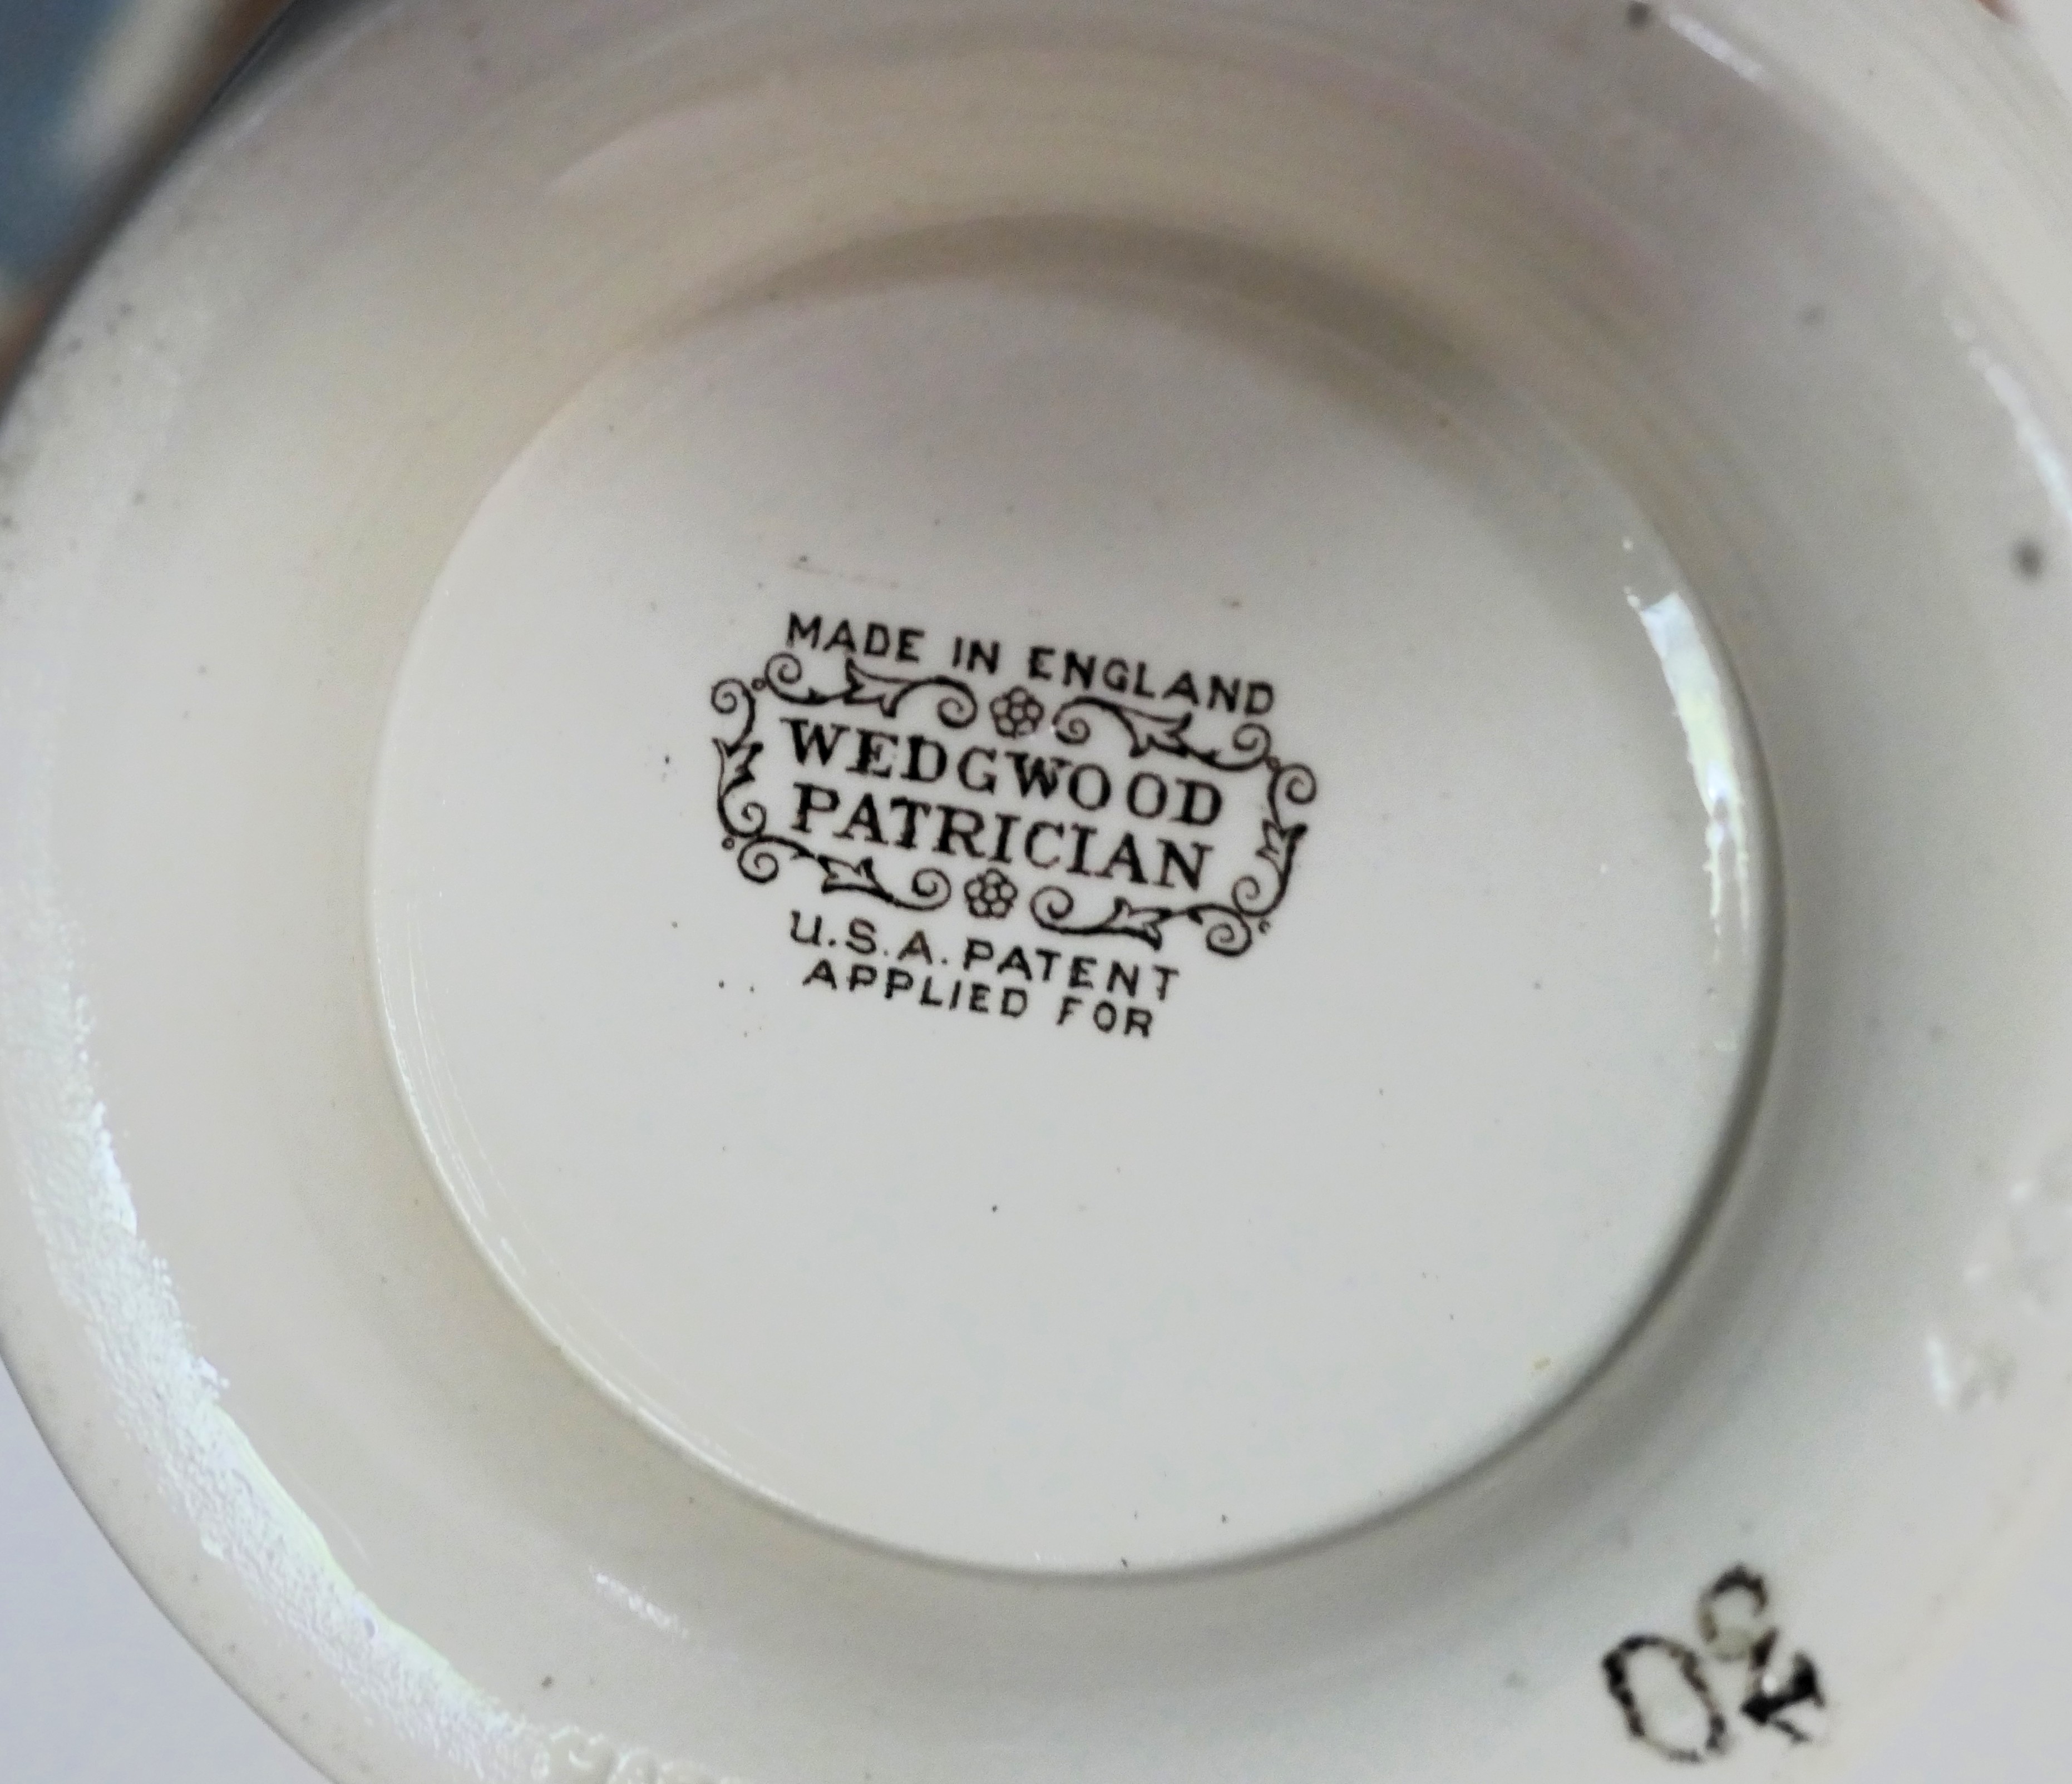 MADE IN ENGLAND
WEDGWOOD
PATRICIAN
U.S.A. PATENT
APPLIED FOR